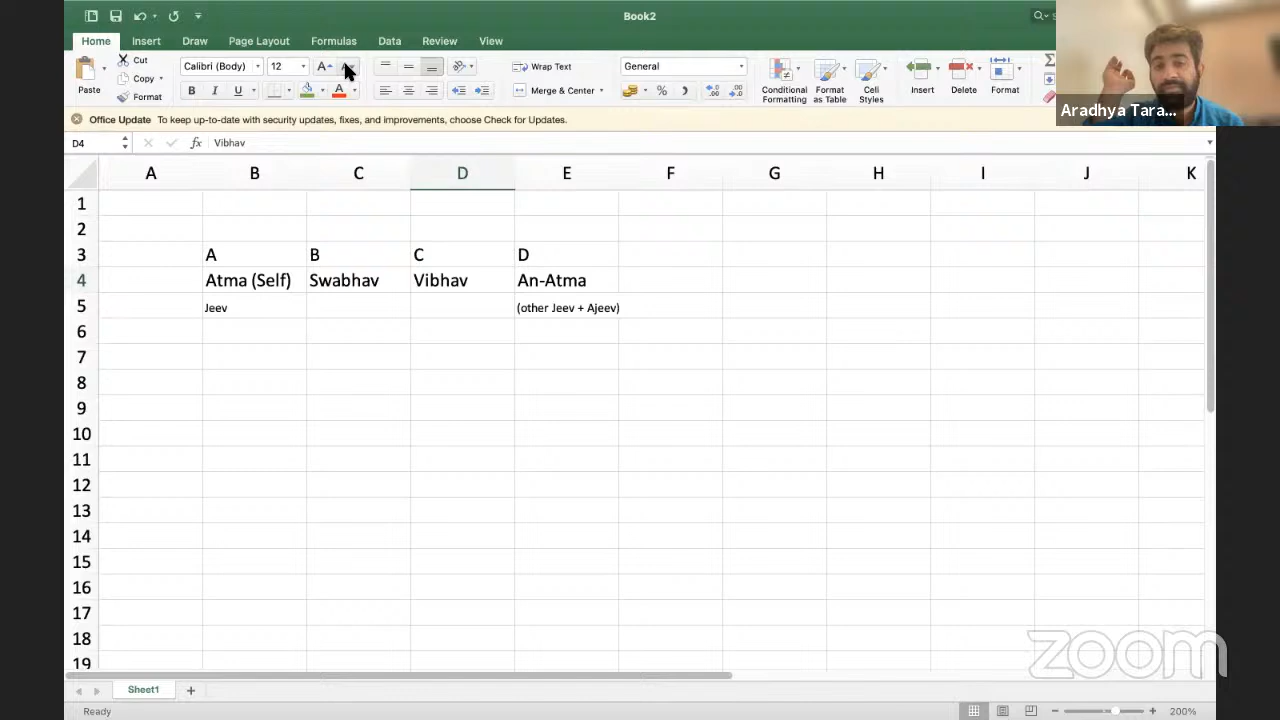 Book2
Home Insert Draw Page Layout Formulas Data Review View
Paste Cut Copy Format
Calibri (Body) 12
B I U
Wrap Text
Merge & Center
General
Conditional Formatting
Format as Table
Cell Styles
Insert Delete Format
Aradhya Tara...
Office Update To keep up-to-date with security updates, fixes, and improvements, choose Check for Updates.
D4 fx Vibhav
A B C D E F G H I J K
1
2
3 A B C D
4 Atma (Self) Swabhav Vibhav An-Atma
5 Jeev (other Jeev + Ajeev)
6
7
8
9
10
11
12
13
14
15
16
17
18
19
zoom
Sheet1 +
Ready 200%